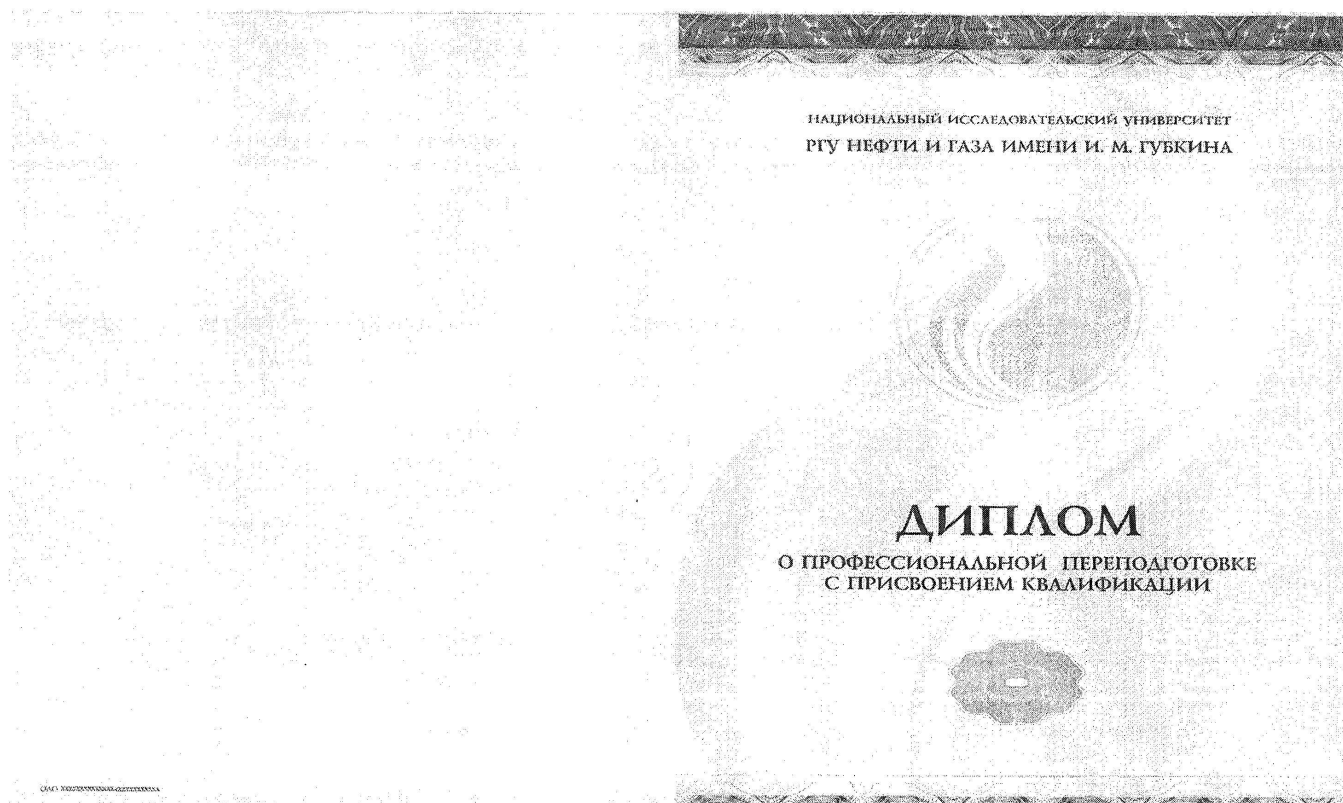 НАЦИОНАЛЬНЫЙ ИССЛЕДОВАТЕЛЬСКИЙ УНИВЕРСИТЕТ
РГУ НЕФТИ И ГАЗА ИМЕНИ И. М. ГУБКИНА
ДИПЛОМ
О ПРОФЕССИОНАЛЬНОЙ ПЕРЕПОДГОТОВКЕ
С ПРИСВОЕНИЕМ КВАЛИФИКАЦИИ